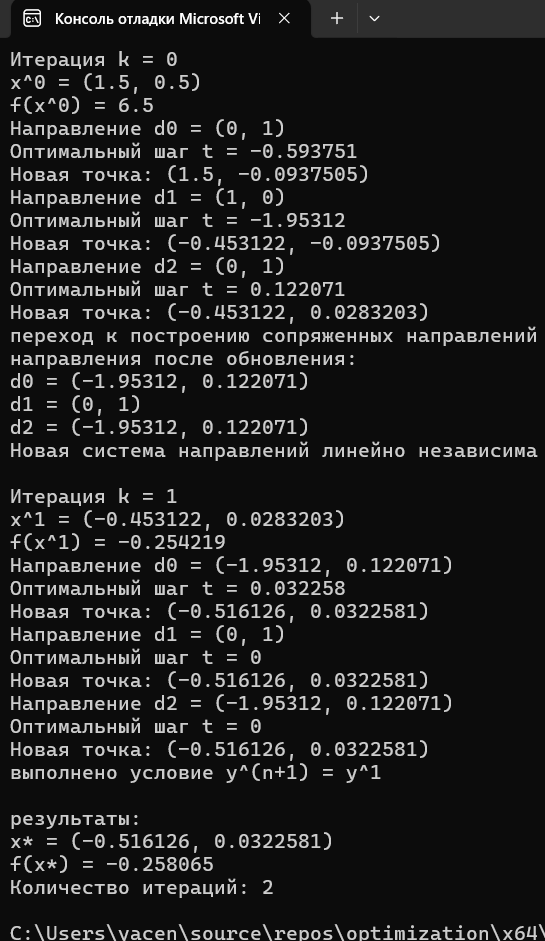 Консоль отладки Microsoft Vi
Итерация k = 0
x^0 = (1.5, 0.5)
f(x^0) = 6.5
Направление d0 = (0, 1)
Оптимальный шаг t = -0.593751
Новая точка: (1.5, -0.0937505)
Направление d1 = (1, 0)
Оптимальный шаг t = -1.95312
Новая точка: (-0.453122, -0.0937505)
Направление d2 = (0, 1)
Оптимальный шаг t = 0.122071
Новая точка: (-0.453122, 0.0283203)
переход к построению сопряженных направлений
направления после обновления:
d0 = (-1.95312, 0.122071)
d1 = (0, 1)
d2 = (-1.95312, 0.122071)
Новая система направлений линейно независима
Итерация k = 1
x^1 = (-0.453122, 0.0283203)
f(x^1) = -0.254219
Направление d0 = (-1.95312, 0.122071)
Оптимальный шаг t = 0.032258
Новая точка: (-0.516126, 0.0322581)
Направление d1 = (0, 1)
Оптимальный шаг t = 0
Новая точка: (-0.516126, 0.0322581)
Направление d2 = (-1.95312, 0.122071)
Оптимальный шаг t = 0
Новая точка: (-0.516126, 0.0322581)
выполнено условие y^(n+1) = y^1
результаты:
x* = (-0.516126, 0.0322581)
f(x*) = -0.258065
Количество итераций: 2
C:\Users\yacen\source\repos\optimization\x64\